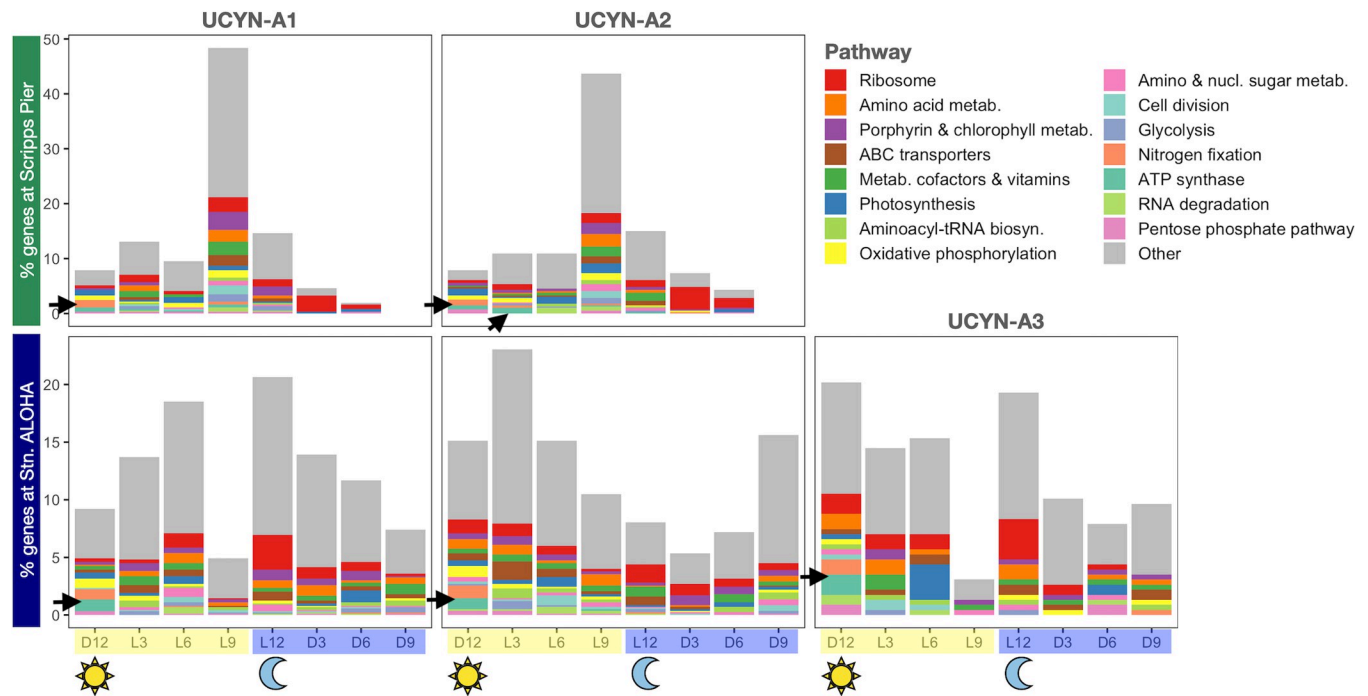 UCYN-A1
UCYN-A2
% genes at Scripps Pier
50
40
30
20
10
0
Pathway
Ribosome
Amino acid metab.
Porphyrin & chlorophyll metab.
ABC transporters
Metab. cofactors & vitamins
Photosynthesis
Aminoacyl-tRNA biosyn.
Oxidative phosphorylation
Amino & nucl. sugar metab.
Cell division
Glycolysis
Nitrogen fixation
ATP synthase
RNA degradation
Pentose phosphate pathway
Other
UCYN-A3
% genes at Stn. ALOHA
20
15
10
5
0
D12 L3 L6 L9 L12 D3 D6 D9
D12 L3 L6 L9 L12 D3 D6 D9
D12 L3 L6 L9 L12 D3 D6 D9